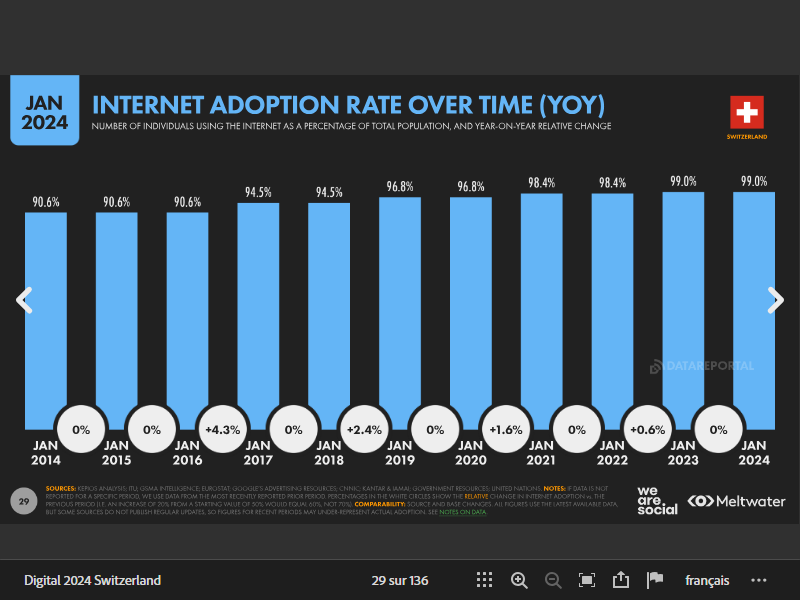 JAN
2024
INTERNET ADOPTION RATE OVER TIME (YOY)
NUMBER OF INDIVIDUALS USING THE INTERNET AS A PERCENTAGE OF TOTAL POPULATION, AND YEAR-ON-YEAR RELATIVE CHANGE
SWITZERLAND
90.6% 90.6% 90.6% 94.5% 94.5% 96.8% 96.8% 98.4% 98.4% 99.0% 99.0%
DATAREPORTAL
0% 0% +4.3% 0% +2.4% 0% +1.6% 0% +0.6% 0%
JAN JAN JAN JAN JAN JAN JAN JAN JAN JAN JAN
2014 2015 2016 2017 2018 2019 2020 2021 2022 2023 2024
29
SOURCES: KEPIOS ANALYSIS; ITU; GSMA INTELLIGENCE; EUROSTAT; GOOGLE'S ADVERTISING RESOURCES; CNNIC; KANTAR & IAMAI; GOVERNMENT RESOURCES; UNITED NATIONS. NOTES: IF DATA IS NOT
REPORTED FOR A SPECIFIC PERIOD, WE USE DATA FROM THE MOST RECENTLY REPORTED PRIOR PERIOD. PERCENTAGES IN THE WHITE CIRCLES SHOW THE RELATIVE CHANGE IN INTERNET ADOPTION vs. THE
PREVIOUS PERIOD (I.E. AN INCREASE OF 20% FROM A STARTING VALUE OF 50% WOULD EQUAL 60%, NOT 70%). COMPARABILITY: SOURCE AND BASE CHANGES. ALL FIGURES USE THE LATEST AVAILABLE DATA,
BUT SOME SOURCES DO NOT PUBLISH REGULAR UPDATES, SO FIGURES FOR RECENT PERIODS MAY UNDER-REPRESENT ACTUAL ADOPTION. SEE NOTES ON DATA.
we
are.
social
Meltwater
Digital 2024 Switzerland
29 sur 136
français